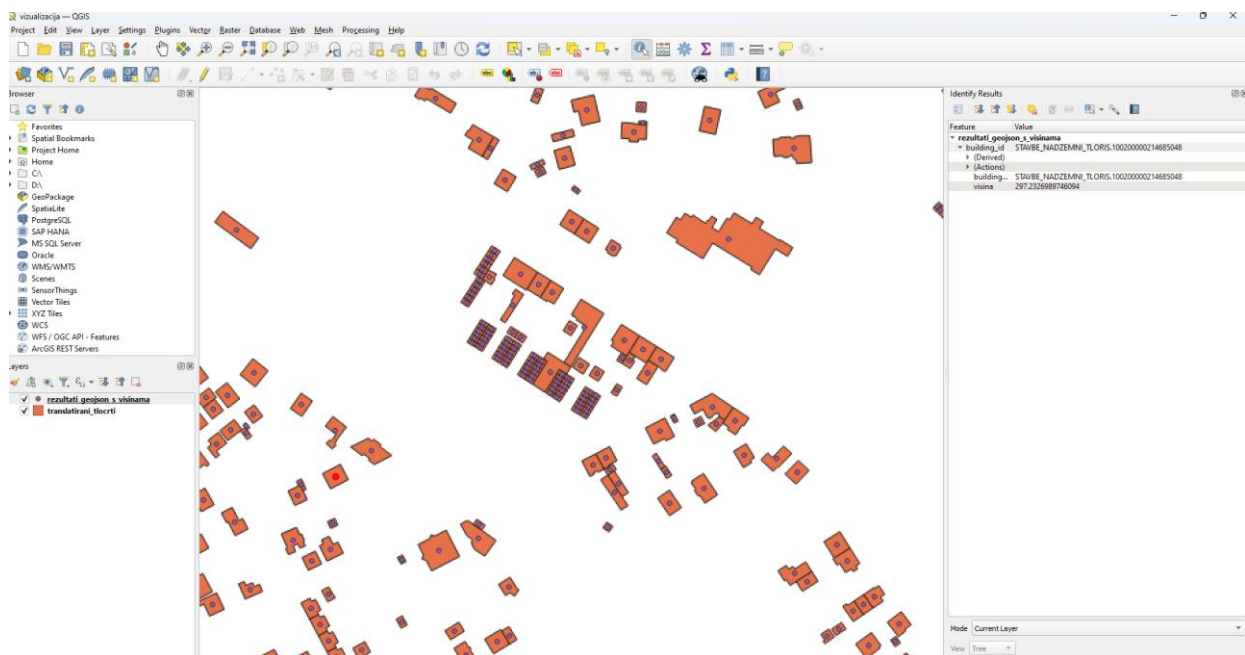 vizualizacija — QGIS
Project Edit View Layer Settings Plugins Vector Raster Database Web Mesh Processing Help
Browser
Favorites
Spatial Bookmarks
Project Home
Home
C:\
D:\
GeoPackage
SpatiaLite
PostgreSQL
SAP HANA
MS SQL Server
Oracle
WMS/WMTS
Scenes
SensorThings
Vector Tiles
XYZ Tiles
WCS
WFS / OGC API - Features
ArcGIS REST Servers
Layers
rezultati_geojson_s_visinama
translatirani_tlocrti
Identify Results
Feature Value
rezultati_geojson_s_visinama
building_id STAVBE_NADZEMNI_TLORIS.100200000214685048
(Derived)
(Actions)
building... STAVBE_NADZEMNI_TLORIS.100200000214685048
visina 297.2326989746094
Mode Current Layer
View Tree